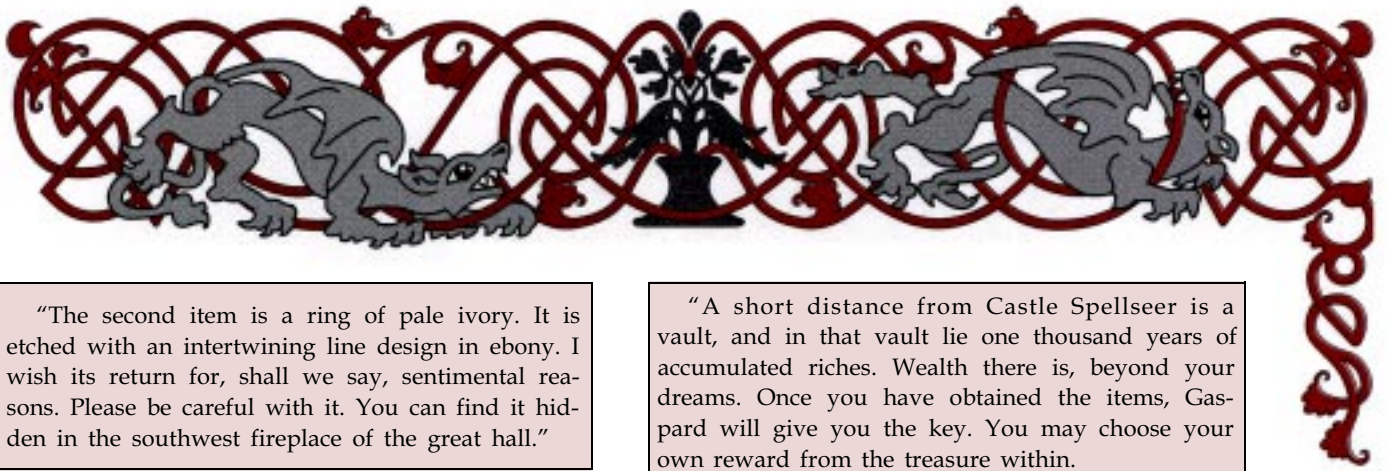 “The second item is a ring of pale ivory. It is
etched with an intertwining line design in ebony. I
wish its return for, shall we say, sentimental rea-
sons. Please be careful with it. You can find it hid-
den in the southwest fireplace of the great hall.”
“A short distance from Castle Spellseer is a
vault, and in that vault lie one thousand years of
accumulated riches. Wealth there is, beyond your
dreams. Once you have obtained the items, Gas-
pard will give you the key. You may choose your
own reward from the treasure within.